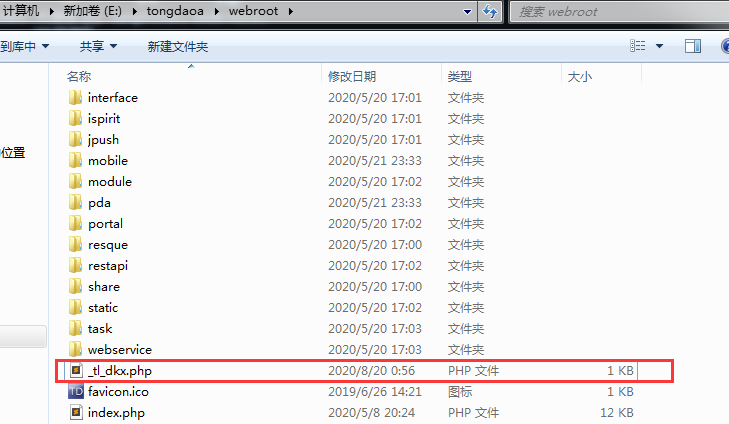 计算机 ▸ 新加卷 (E:) ▸ tongdaoa ▸ webroot ▸ 搜索 webroot
到库中 共享 新建文件夹
名称 修改日期 类型 大小
interface 2020/5/20 17:01 文件夹
ispirit 2020/5/20 17:01 文件夹
jpush 2020/5/20 17:01 文件夹
位置
mobile 2020/5/21 23:33 文件夹
module 2020/5/20 17:02 文件夹
pda 2020/5/21 23:33 文件夹
portal 2020/5/20 17:02 文件夹
resque 2020/5/20 17:00 文件夹
restapi 2020/5/20 17:02 文件夹
share 2020/5/20 17:00 文件夹
static 2020/5/20 17:02 文件夹
task 2020/5/20 17:03 文件夹
webservice 2020/5/20 17:03 文件夹
_tl_dkx.php 2020/8/20 0:56 PHP 文件 1 KB
TD favicon.ico 2019/6/26 14:21 图标 1 KB
index.php 2020/5/8 20:24 PHP 文件 12 KB